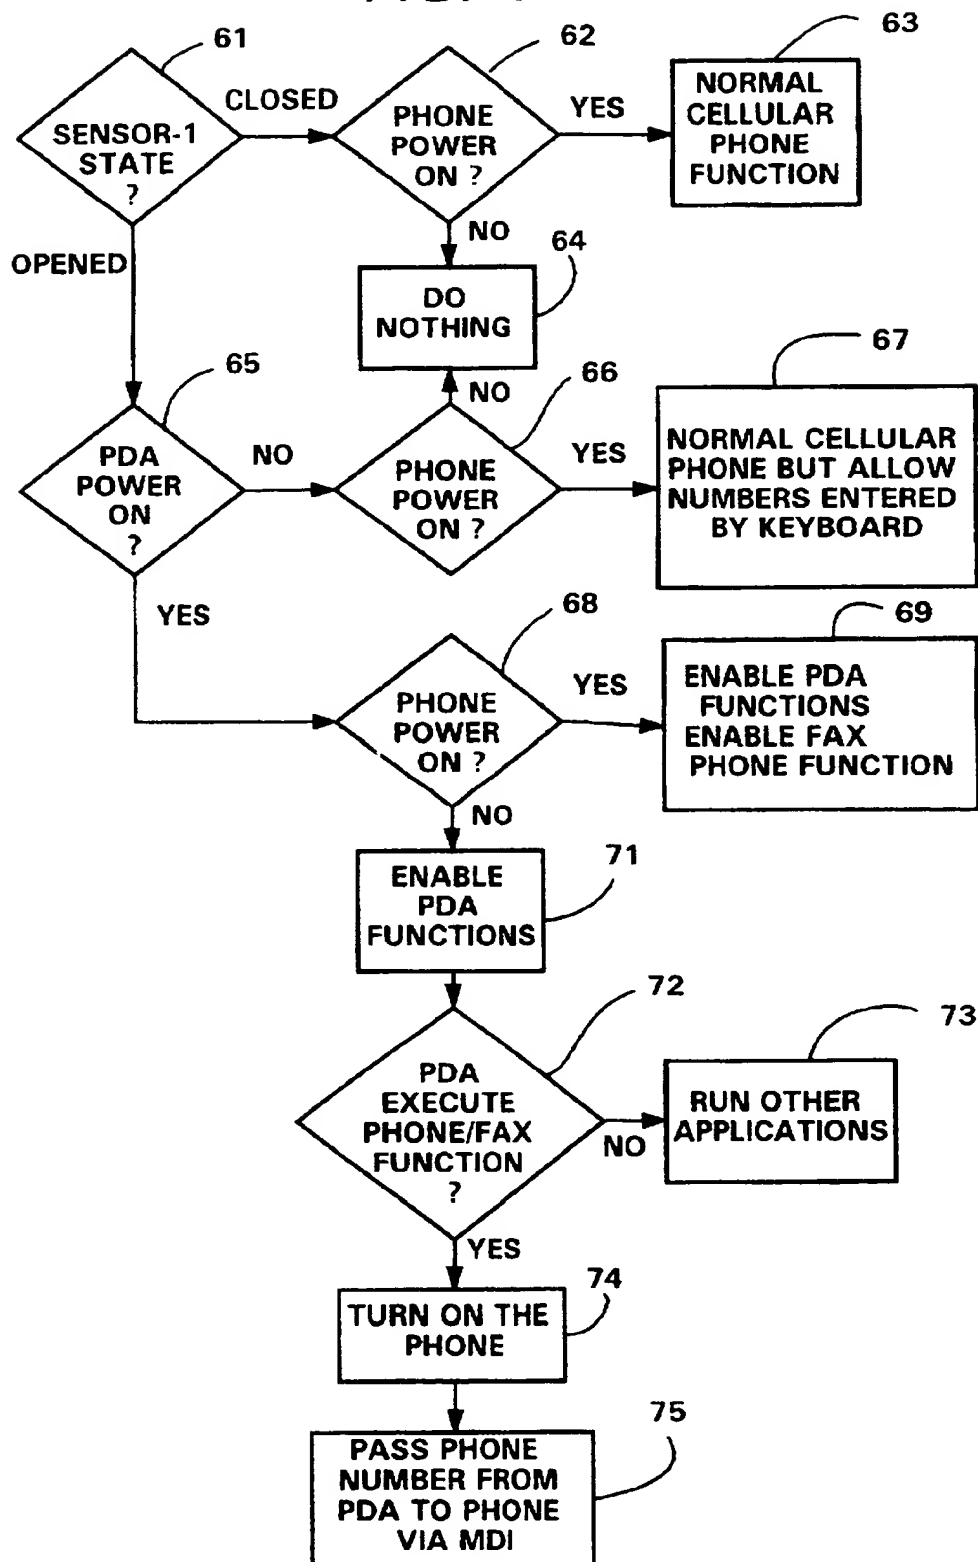 61
62
63
SENSOR-1
STATE
?
CLOSED
PHONE
POWER
ON ?
YES
NORMAL
CELLULAR
PHONE
FUNCTION
NO
64
OPENED
DO
NOTHING
65
NO
66
67
PDA
POWER
ON
?
NO
PHONE
POWER
ON ?
YES
NORMAL CELLULAR
PHONE BUT ALLOW
NUMBERS ENTERED
BY KEYBOARD
YES
68
69
PHONE
POWER
ON ?
YES
ENABLE PDA
FUNCTIONS
ENABLE FAX
PHONE FUNCTION
NO
71
ENABLE
PDA
FUNCTIONS
72
73
PDA
EXECUTE
PHONE/FAX
FUNCTION
?
NO
RUN OTHER
APPLICATIONS
YES
74
TURN ON THE
PHONE
75
PASS PHONE
NUMBER FROM
PDA TO PHONE
VIA MDI